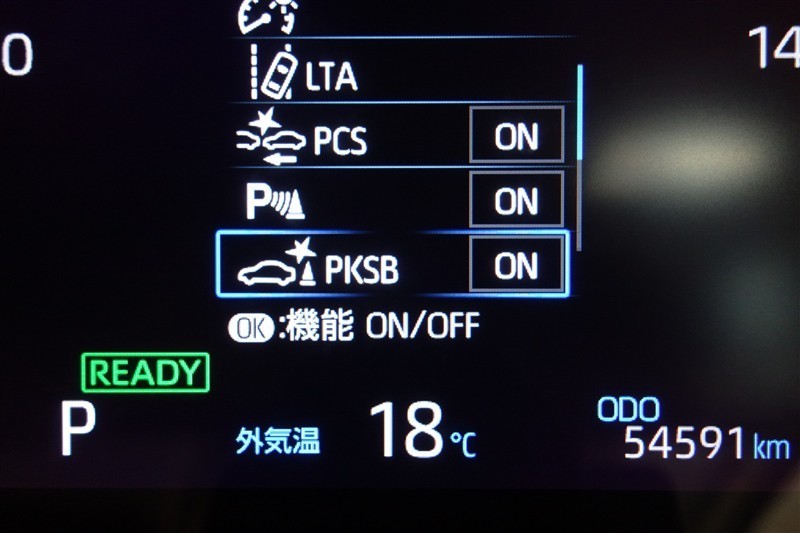 0
14
LTA
PCS ON
P ON
PKSB ON
OK:機能 ON/OFF
READY
P
外気温 18℃
ODO
54591km